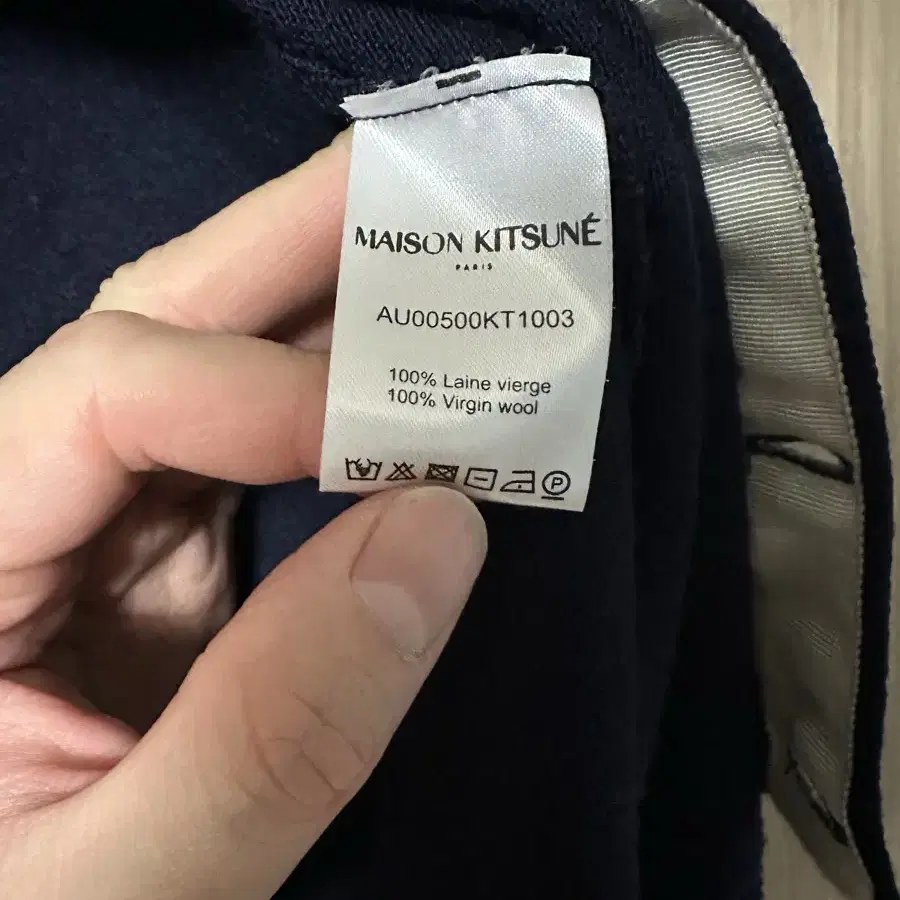 MAISON KITSUNÉ
PARIS
AU00500KT1003
100% Laine vierge
100% Virgin wool
P